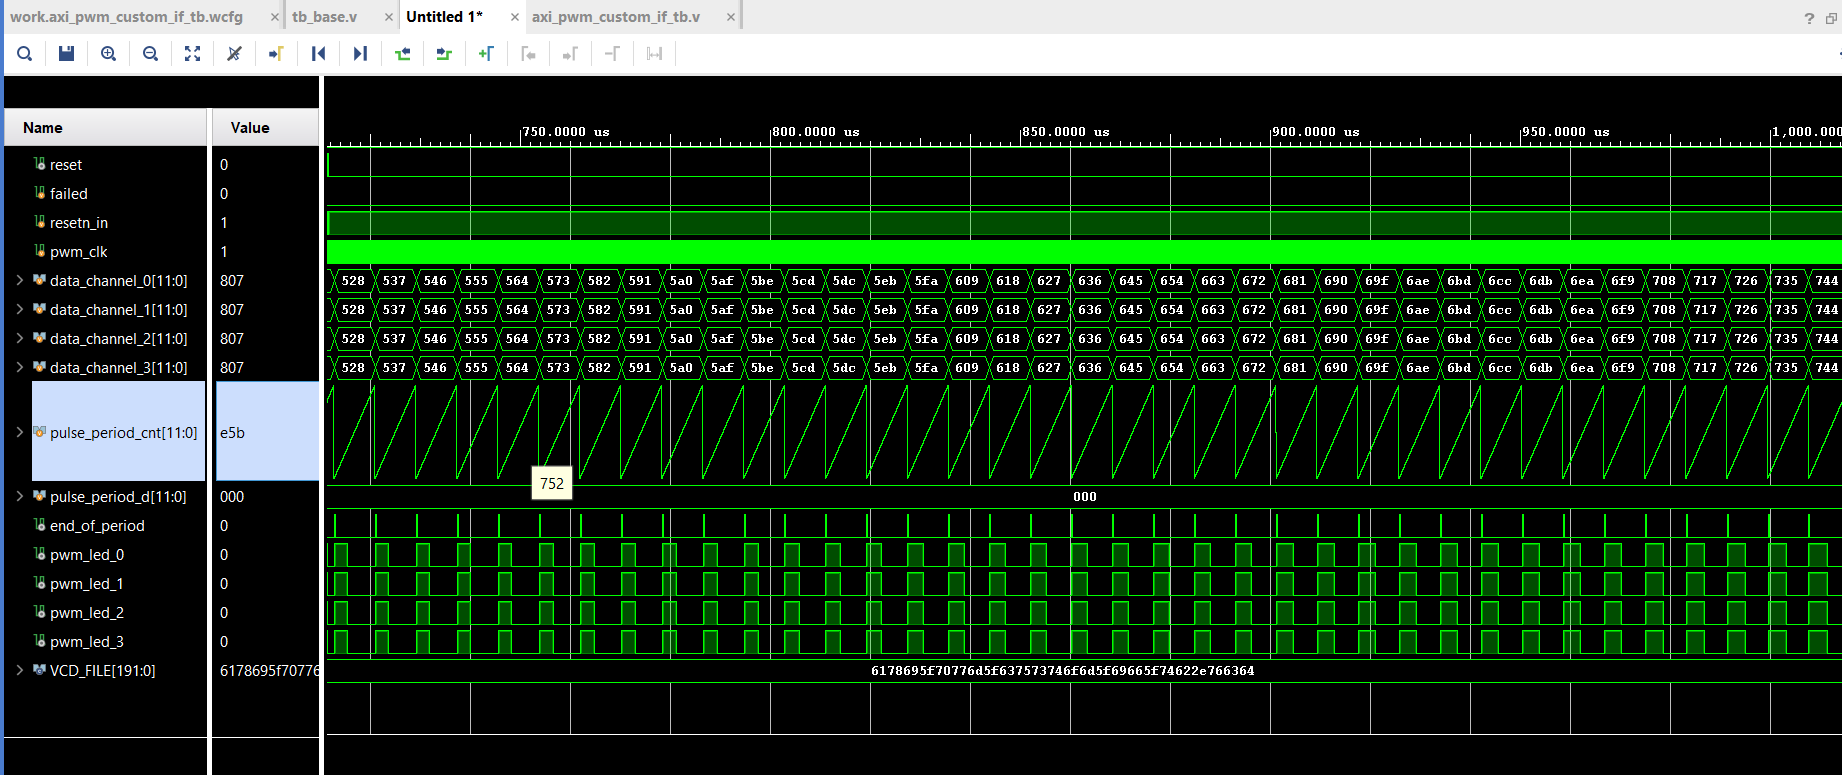 work.axi_pwm_custom_if_tb.wcfg × tb_base.v × Untitled 1* × axi_pwm_custom_if_tb.v × ?
Name Value
750.0000 us 800.0000 us 850.0000 us 900.0000 us 950.0000 us 1,000.000
reset 0
failed 0
resetn_in 1
pwm_clk 1
data_channel_0[11:0] 807 528 537 546 555 564 573 582 591 5a0 5af 5be 5cd 5dc 5eb 5fa 609 618 627 636 645 654 663 672 681 690 69f 6ae 6bd 6cc 6db 6ea 6f9 708 717 726 735 744
data_channel_1[11:0] 807 528 537 546 555 564 573 582 591 5a0 5af 5be 5cd 5dc 5eb 5fa 609 618 627 636 645 654 663 672 681 690 69f 6ae 6bd 6cc 6db 6ea 6f9 708 717 726 735 744
data_channel_2[11:0] 807 528 537 546 555 564 573 582 591 5a0 5af 5be 5cd 5dc 5eb 5fa 609 618 627 636 645 654 663 672 681 690 69f 6ae 6bd 6cc 6db 6ea 6f9 708 717 726 735 744
data_channel_3[11:0] 807 528 537 546 555 564 573 582 591 5a0 5af 5be 5cd 5dc 5eb 5fa 609 618 627 636 645 654 663 672 681 690 69f 6ae 6bd 6cc 6db 6ea 6f9 708 717 726 735 744
pulse_period_cnt[11:0] e5b
752
pulse_period_d[11:0] 000 000
end_of_period 0
pwm_led_0 0
pwm_led_1 0
pwm_led_2 0
pwm_led_3 0
VCD_FILE[191:0] 6178695f70776 6178695f70776d5f637573746f6d5f69665f74622e766364